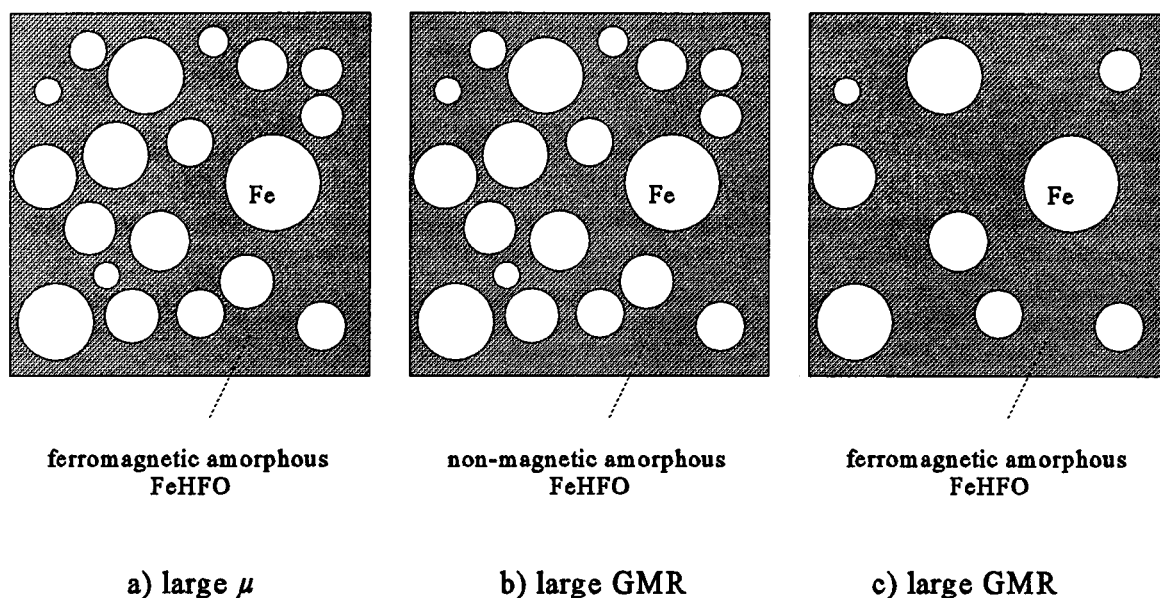 Fe
Fe
Fe
ferromagnetic amorphous
FeHFO
non-magnetic amorphous
FeHFO
ferromagnetic amorphous
FeHFO
a) large μ
b) large GMR
c) large GMR